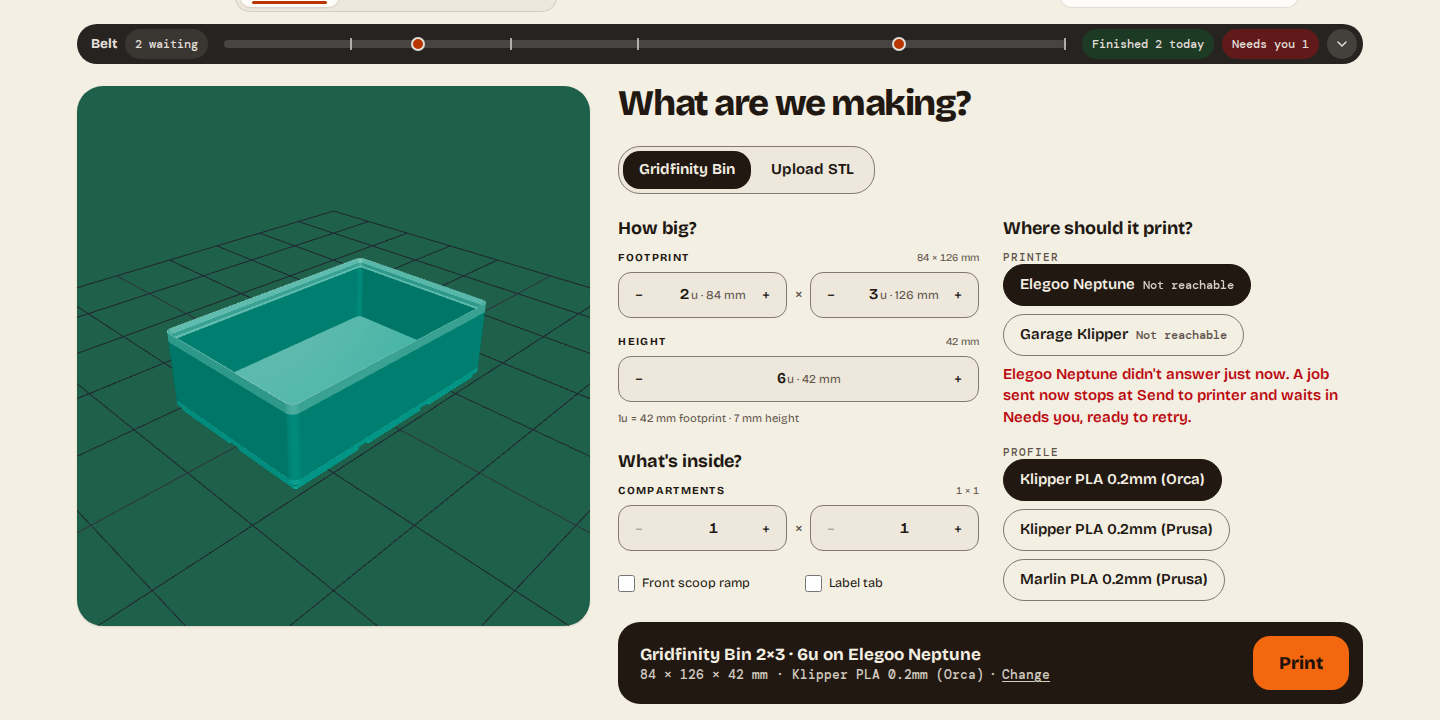 Belt
2 waiting
Finished 2 today
Needs you 1
What are we making?
Gridfinity Bin
Upload STL
How big?
FOOTPRINT
84 × 126 mm
− 2 u · 84 mm +
×
− 3 u · 126 mm +
HEIGHT
42 mm
− 6 u · 42 mm +
1u = 42 mm footprint · 7 mm height
What's inside?
COMPARTMENTS
1 × 1
− 1 +
×
− 1 +
Front scoop ramp
Label tab
Where should it print?
PRINTER
Elegoo Neptune Not reachable
Garage Klipper Not reachable
Elegoo Neptune didn't answer just now. A job
sent now stops at Send to printer and waits in
Needs you, ready to retry.
PROFILE
Klipper PLA 0.2mm (Orca)
Klipper PLA 0.2mm (Prusa)
Marlin PLA 0.2mm (Prusa)
Gridfinity Bin 2×3 · 6u on Elegoo Neptune
84 × 126 × 42 mm · Klipper PLA 0.2mm (Orca) · Change
Print